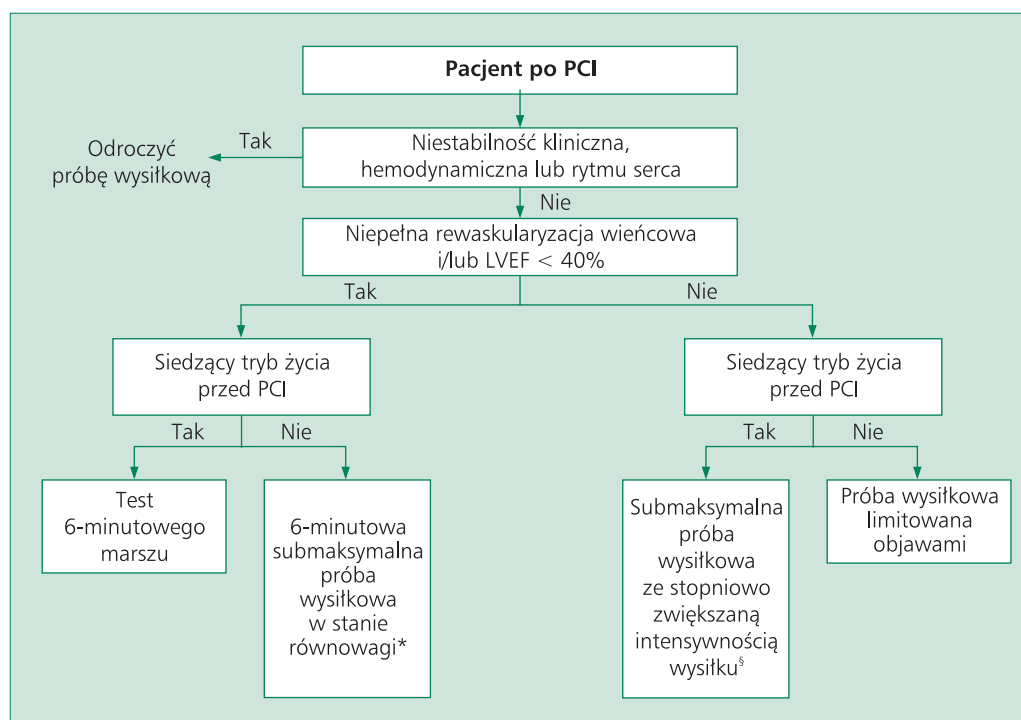 Pacjent po PCI
Tak
Odroczyć
próbę wysiłkową
Niestabilność kliniczna,
hemodynamiczna lub rytmu serca
Nie
Niepełna rewaskularyzacja wieńcowa
i/lub LVEF < 40%
Tak
Nie
Siedzący tryb życia
przed PCI
Siedzący tryb życia
przed PCI
Tak
Nie
Tak
Nie
Test
6-minutowego
marszu
6-minutowa
submaksymalna
próba
wysiłkowa
w stanie
równowagi*
Submaksymalna
próba
wysiłkowa
ze stopniowo
zwiększaną
intensywnością
wysiłku§
Próba wysiłkowa
limitowana
objawami